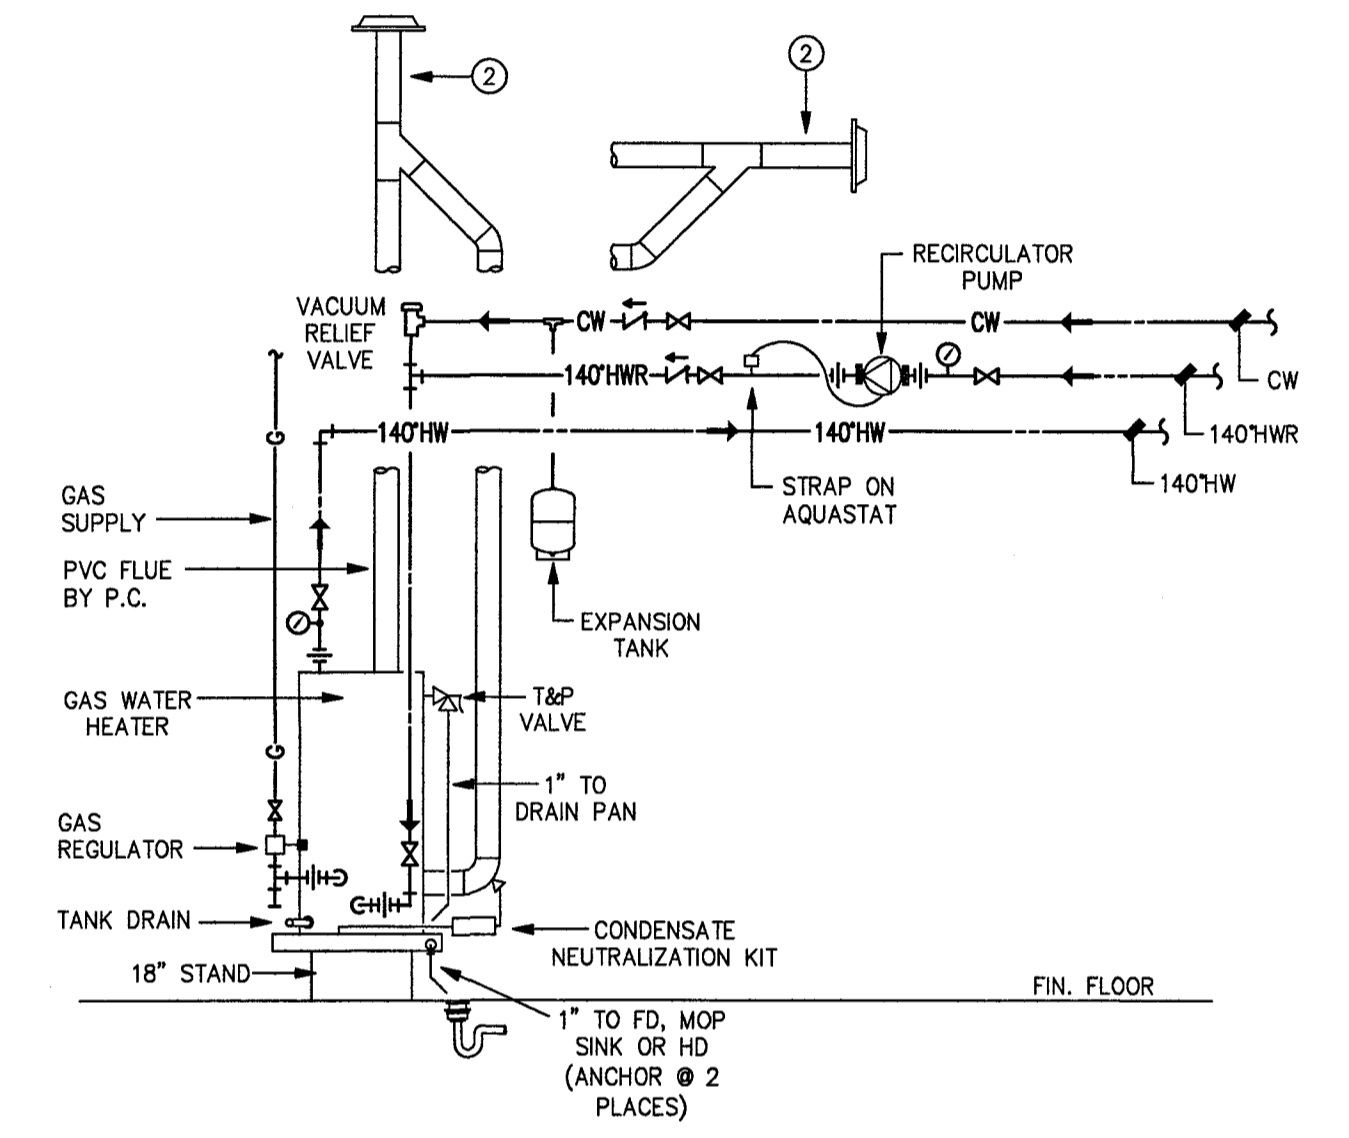 2
2
RECIRCULATOR
PUMP
VACUUM
RELIEF
VALVE
CW
CW
CW
140°HWR
140°HWR
140°HW
140°HW
140°HW
G
GAS
SUPPLY
STRAP ON
AQUASTAT
PVC FLUE
BY P.C.
EXPANSION
TANK
GAS WATER
HEATER
T&P
VALVE
G
1" TO
DRAIN PAN
GAS
REGULATOR
TANK DRAIN
CONDENSATE
NEUTRALIZATION KIT
18" STAND
FIN. FLOOR
1" TO FD, MOP
SINK OR HD
(ANCHOR @ 2
PLACES)